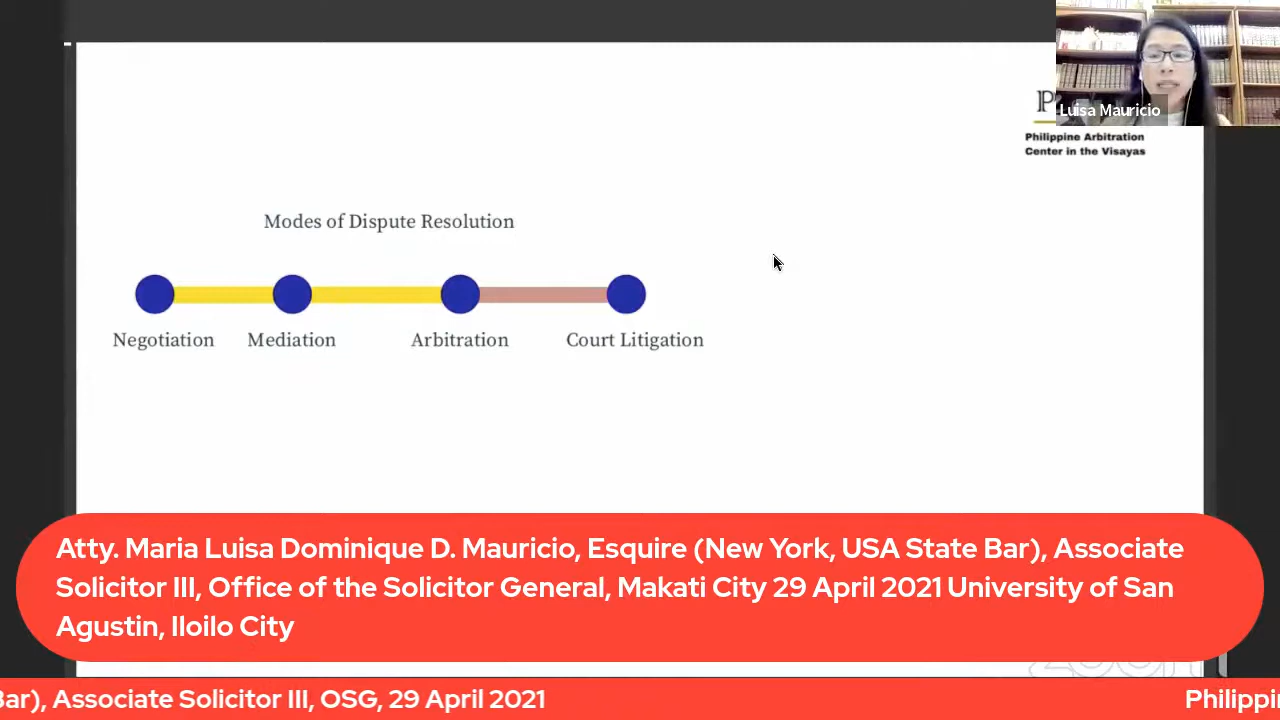 Luisa Mauricio
Philippine Arbitration
Center in the Visayas
Modes of Dispute Resolution
Negotiation Mediation Arbitration Court Litigation
Atty. Maria Luisa Dominique D. Mauricio, Esquire (New York, USA State Bar), Associate
Solicitor III, Office of the Solicitor General, Makati City 29 April 2021 University of San
Agustin, Iloilo City
zoom
Bar), Associate Solicitor III, OSG, 29 April 2021 Philippi